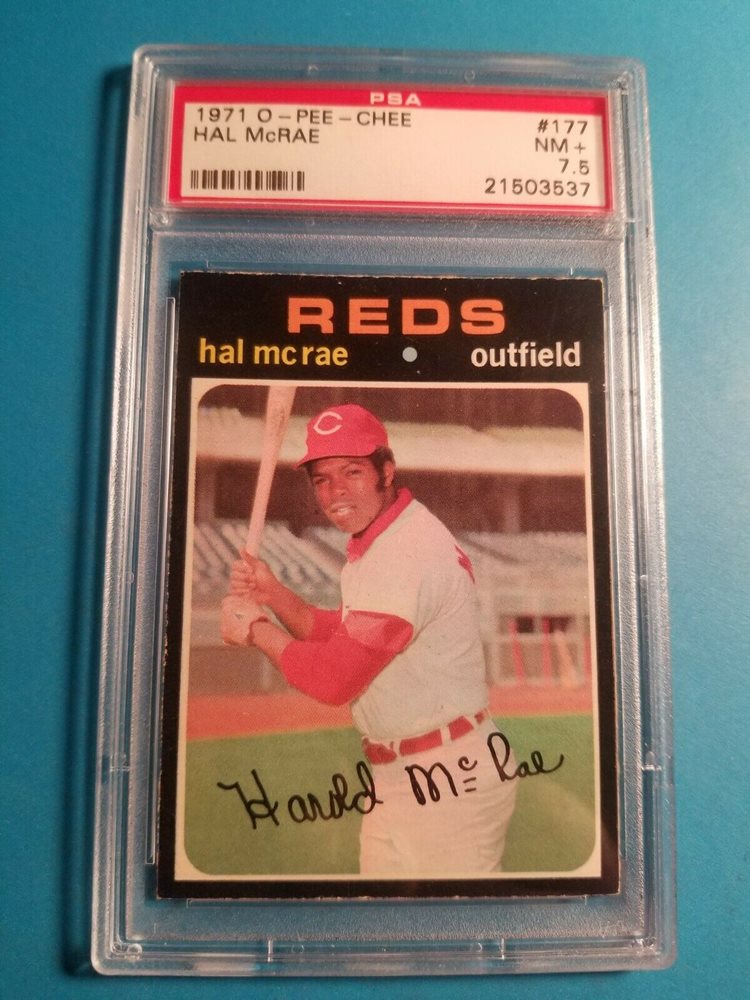 PSA
1971 O-PEE-CHEE #177
HAL McRAE NM+
7.5
21503537
REDS
hal mcrae outfield
C
Harold McRae